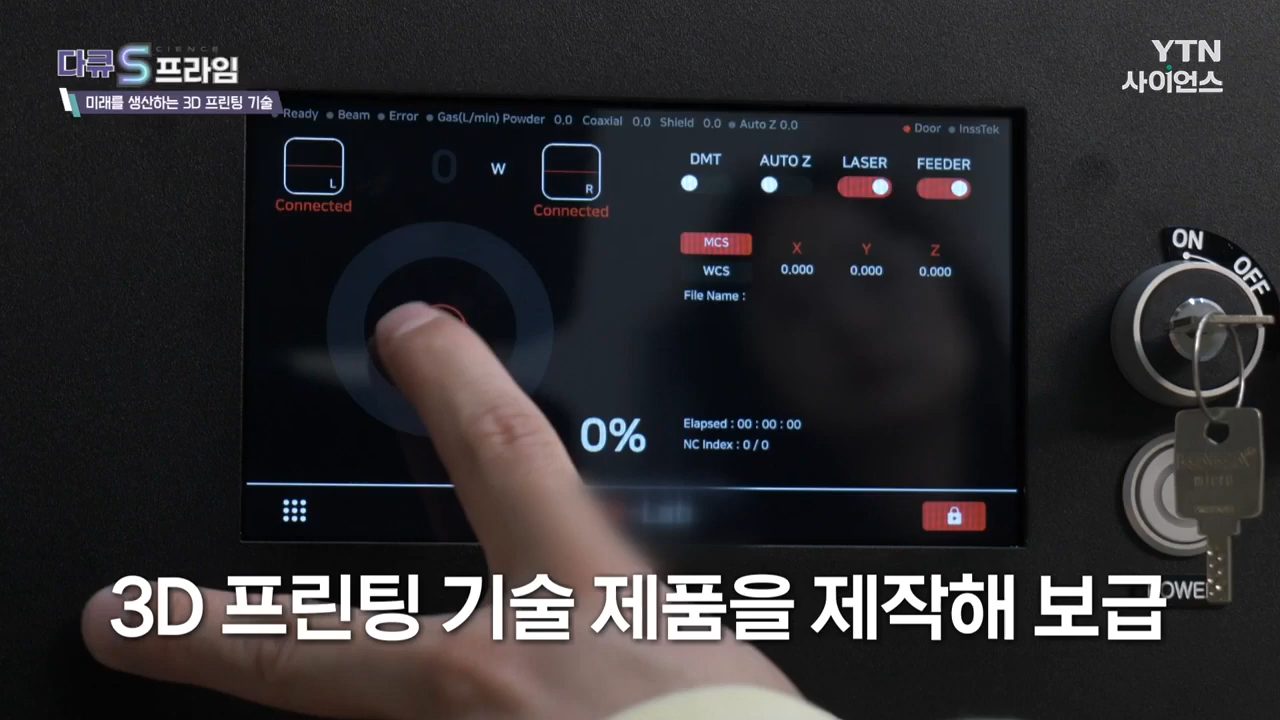 다큐 S 프라임
CIENCE
미래를 생산하는 3D 프린팅 기술
YTN
사이언스
Ready Beam Error Gas(L/min) Powder 0.0 Coaxial 0.0 Shield 0.0 Auto Z 0.0 Door InssTek
L
Connected
0 W
R
Connected
DMT AUTO Z LASER FEEDER
MCS X Y Z
WCS 0.000 0.000 0.000
File Name :
0%
Elapsed : 00 : 00 : 00
NC Index : 0 / 0
Lab
ON
OFF
micro
3D 프린팅 기술 제품을 제작해 보급